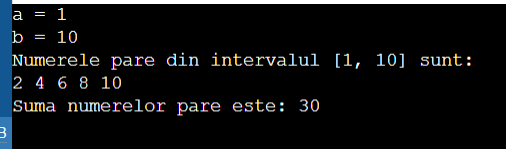 a = 1
b = 10
Numerele pare din intervalul [1, 10] sunt:
2 4 6 8 10
Suma numerelor pare este: 30